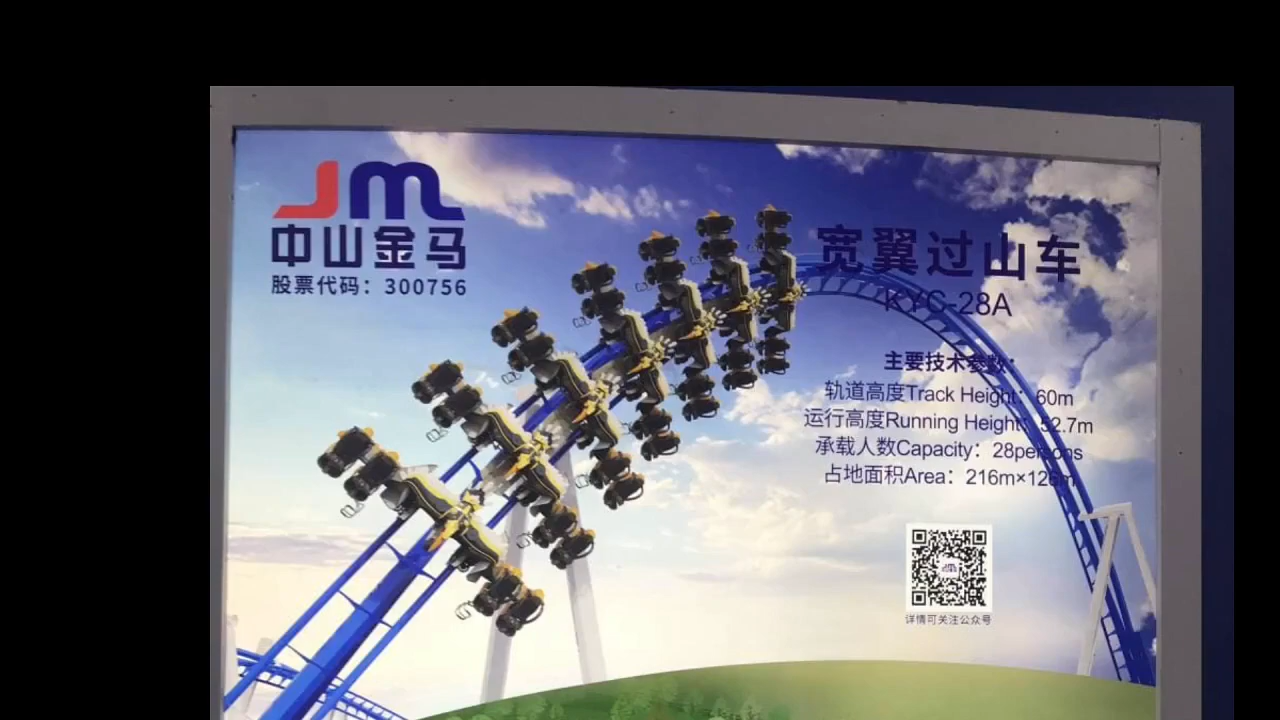 JM
中山金马
股票代码：300756
宽翼过山车
KYC-28A
主要技术参数：
轨道高度Track Height：60m
运行高度Running Height：52.7m
承载人数Capacity：28persons
占地面积Area：216m×126m
详情可关注公众号